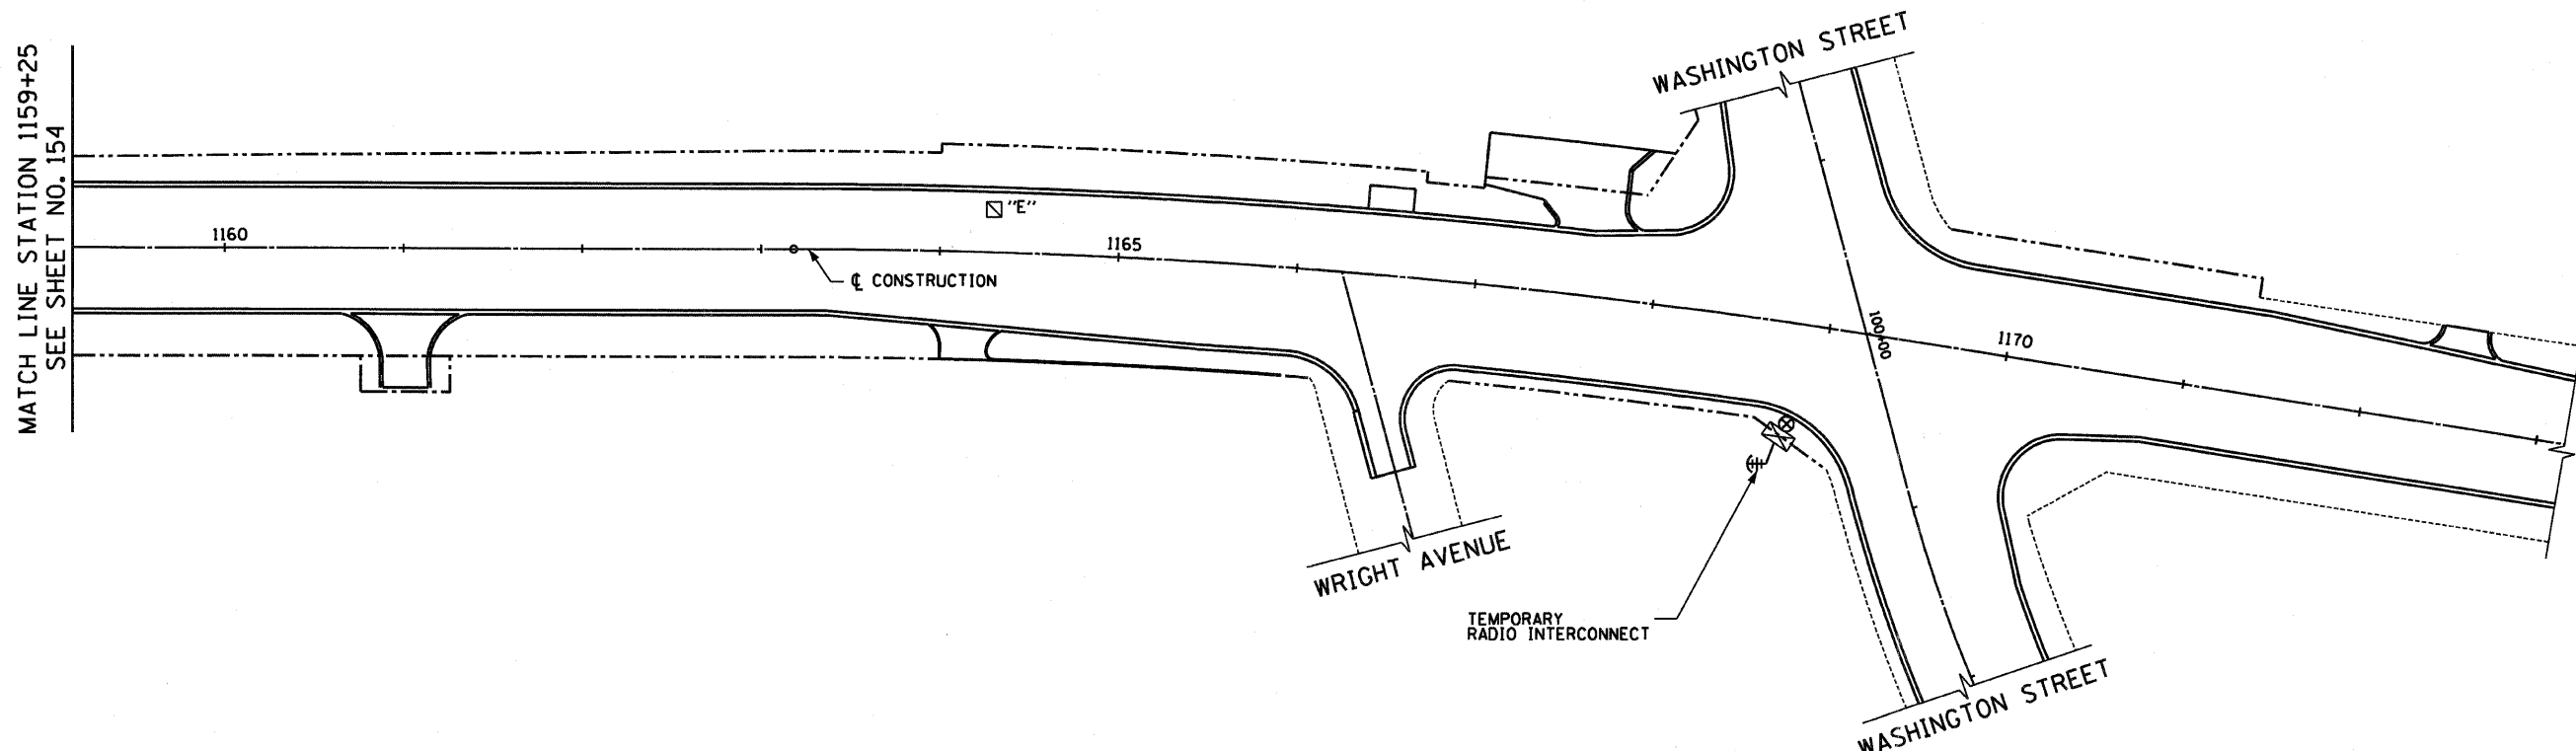 MATCH LINE STATION 1159+25
SEE SHEET NO. 154
WASHINGTON STREET
"E"
1160
1165
℄ CONSTRUCTION
100+00
1170
WRIGHT AVENUE
TEMPORARY
RADIO INTERCONNECT
WASHINGTON STREET